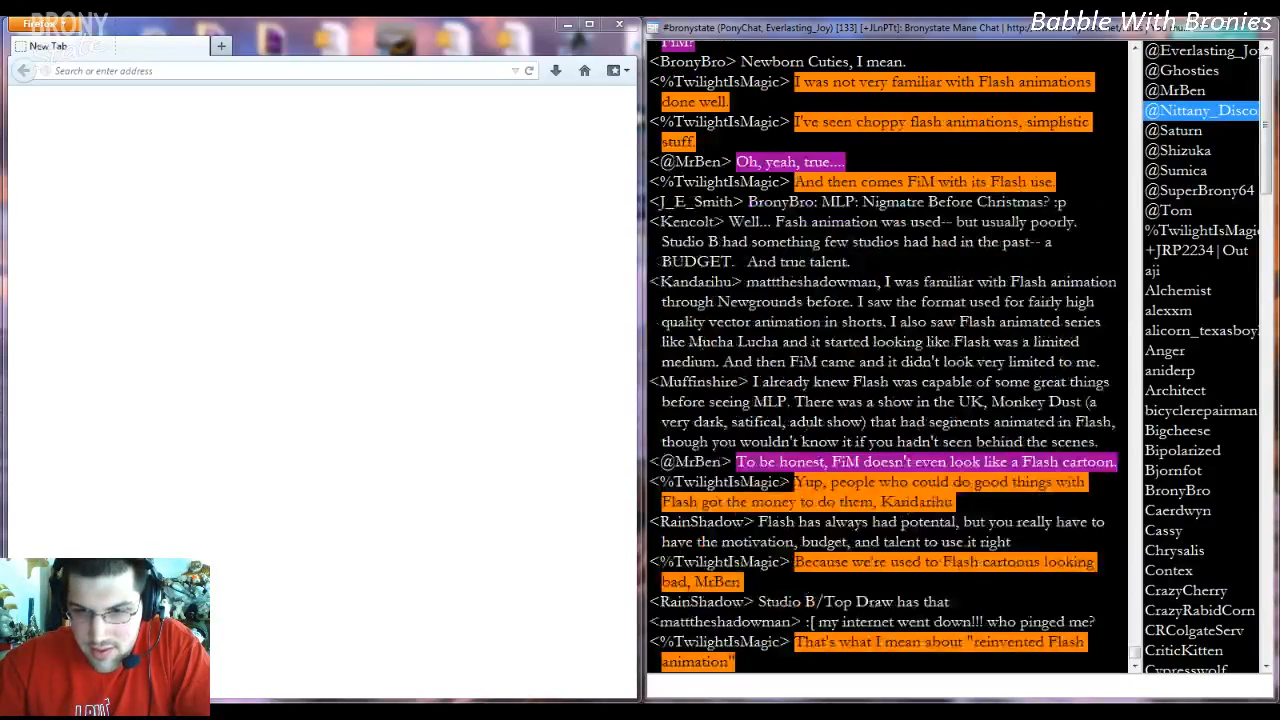 BRONY
Firefox
New Tab
Search or enter address
Babble With Bronies
#bronystate (PonyChat, Everlasting_Joy) [133] [+JLnPTt]: Bronystate Mane Chat | http://
FiM?
<BronyBro> Newborn Cuties, I mean.
<%TwilightIsMagic> I was not very familiar with Flash animations
done well.
<%TwilightIsMagic> I've seen choppy flash animations, simplistic
stuff.
<@MrBen> Oh, yeah, true....
<%TwilightIsMagic> And then comes FiM with its Flash use.
<J_E_Smith> BronyBro: MLP: Nigmatre Before Christmas? :p
<Kencolt> Well... Fash animation was used-- but usually poorly.
Studio B had something few studios had had in the past-- a
BUDGET.   And true talent.
<Kandarihu> matttheshadowman, I was familiar with Flash animation
through Newgrounds before. I saw the format used for fairly high
quality vector animation in shorts. I also saw Flash animated series
like Mucha Lucha and it started looking like Flash was a limited
medium. And then FiM came and it didn't look very limited to me.
<Muffinshire> I already knew Flash was capable of some great things
before seeing MLP. There was a show in the UK, Monkey Dust (a
very dark, satifical, adult show) that had segments animated in Flash,
though you wouldn't know it if you hadn't seen behind the scenes.
<@MrBen> To be honest, FiM doesn't even look like a Flash cartoon.
<%TwilightIsMagic> Yup, people who could do good things with
Flash got the money to do them, Kandarihu
<RainShadow> Flash has always had potental, but you really have to
have the motivation, budget, and talent to use it right
<%TwilightIsMagic> Because we're used to Flash cartoons looking
bad, MrBen
<RainShadow> Studio B/Top Draw has that
<matttheshadowman> :[ my internet went down!!! who pinged me?
<%TwilightIsMagic> That's what I mean about "reinvented Flash
animation"
@Everlasting_Jo
@Ghosties
@MrBen
@Nittany_Disco
@Saturn
@Shizuka
@Sumica
@SuperBrony64
@Tom
%TwilightIsMagic
+JRP2234|Out
aji
Alchemist
alexxm
alicorn_texasboy
Anger
aniderp
Architect
bicyclerepairman
Bigcheese
Bipolarized
Bjornfot
BronyBro
Caerdwyn
Cassy
Chrysalis
Contex
CrazyCherry
CrazyRabidCorn
CRColgateServ
CriticKitten
Cypresswolf